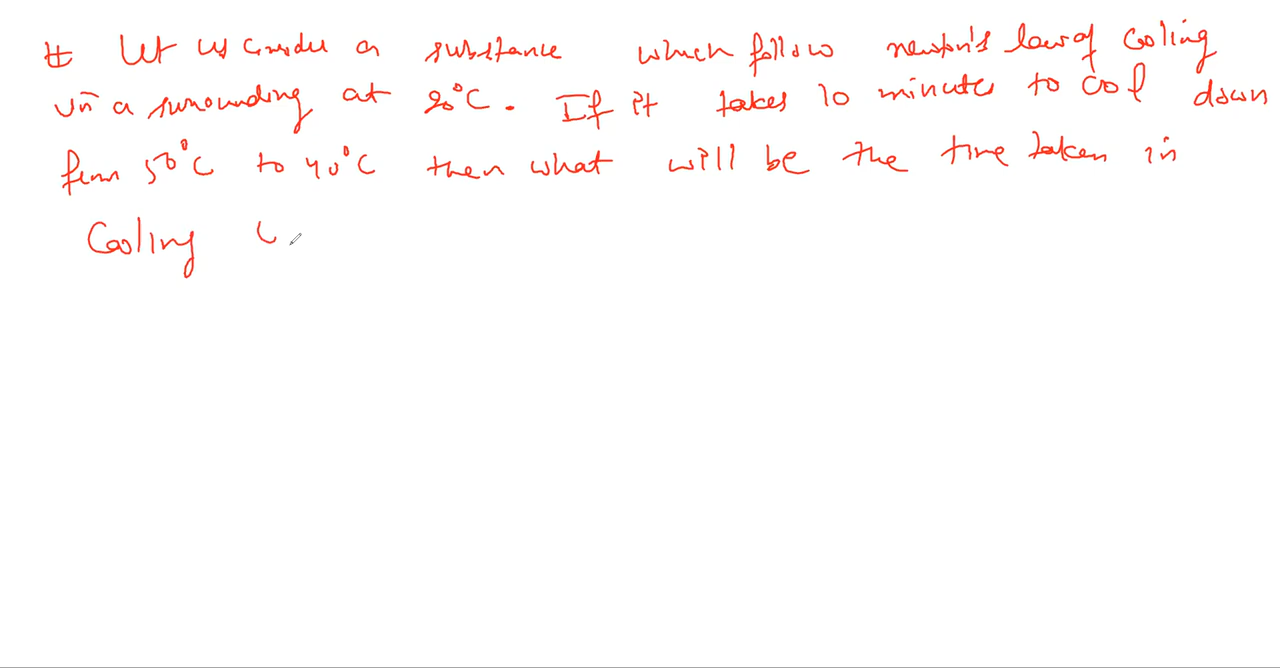 # Let us consider a substance which follow newton's law of Cooling
in a surrounding at 20°C. If it takes 10 minutes to cool down
from 50°C to 40°C then what will be the time taken in
Cooling